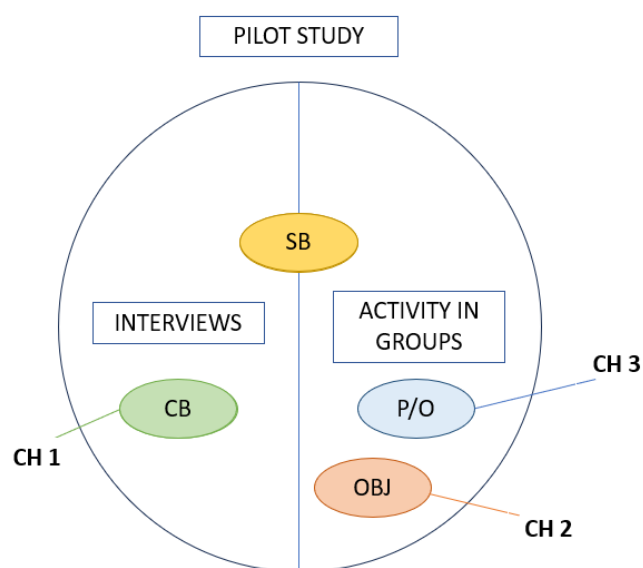 PILOT STUDY
SB
INTERVIEWS
ACTIVITY IN
GROUPS
CH 3
CB
P/O
CH 1
OBJ
CH 2